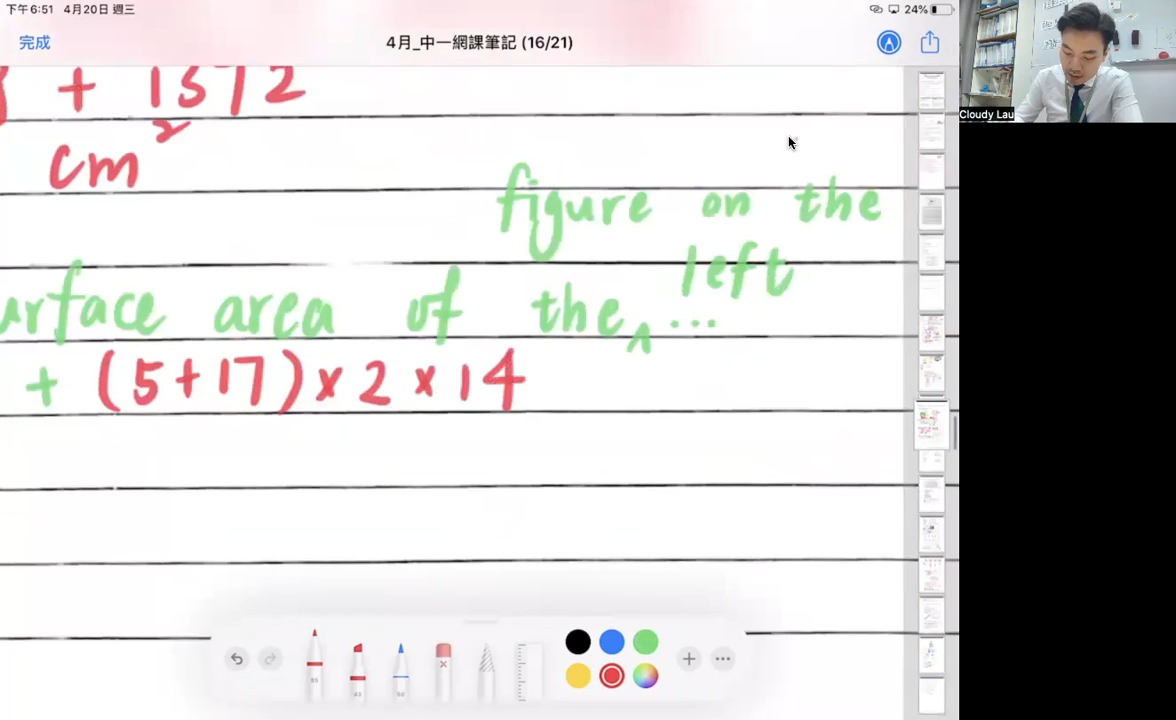 下午6:51 4月20日 週三
24%
完成
4月_中一網課筆記 (16/21)
Cloudy Lau
+ 1372
cm²
figure on the
left
urface area of the^ ...
+ (5+17)×2×14